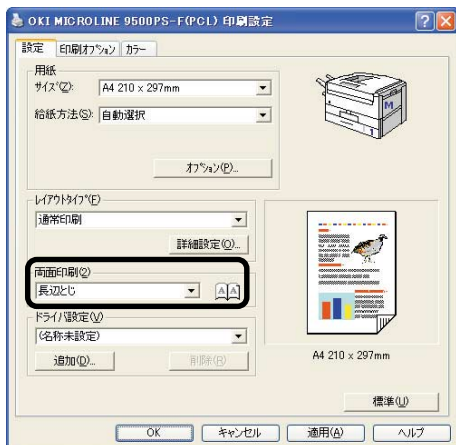 OKI MICROLINE 9500PS-F(PCL) 印刷設定
設定 印刷オプション カラー
用紙
サイズ(Z): A4 210 x 297mm
給紙方法(S): 自動選択
オプション(P)...
M
1
レイアウトタイプ(E)
通常印刷
詳細設定(O)...
両面印刷(2)
長辺とじ
A A
ドライバ設定(V)
(名称未設定)
追加(D)... 削除(R)
A4 210 x 297mm
標準(U)
OK キャンセル 適用(A) ヘルプ